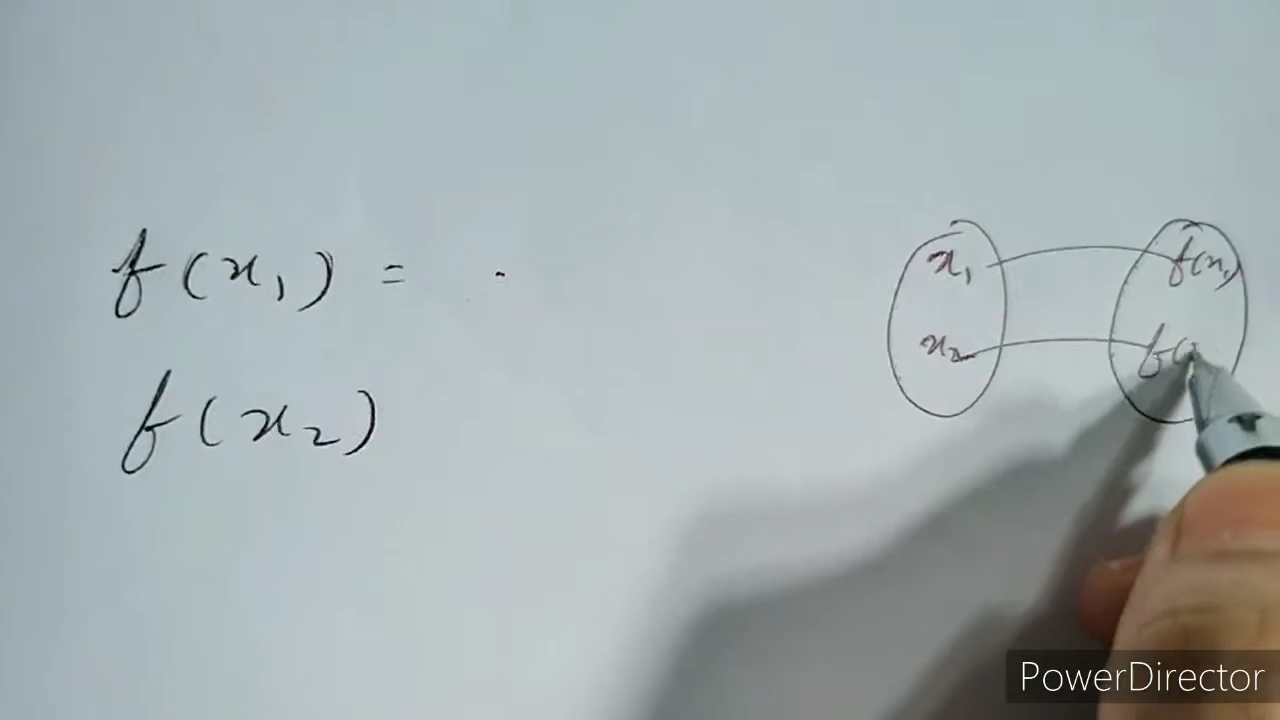 f(x₁) = .
f(x₂)
x₁ f(x₁)
x₂ f(
PowerDirector